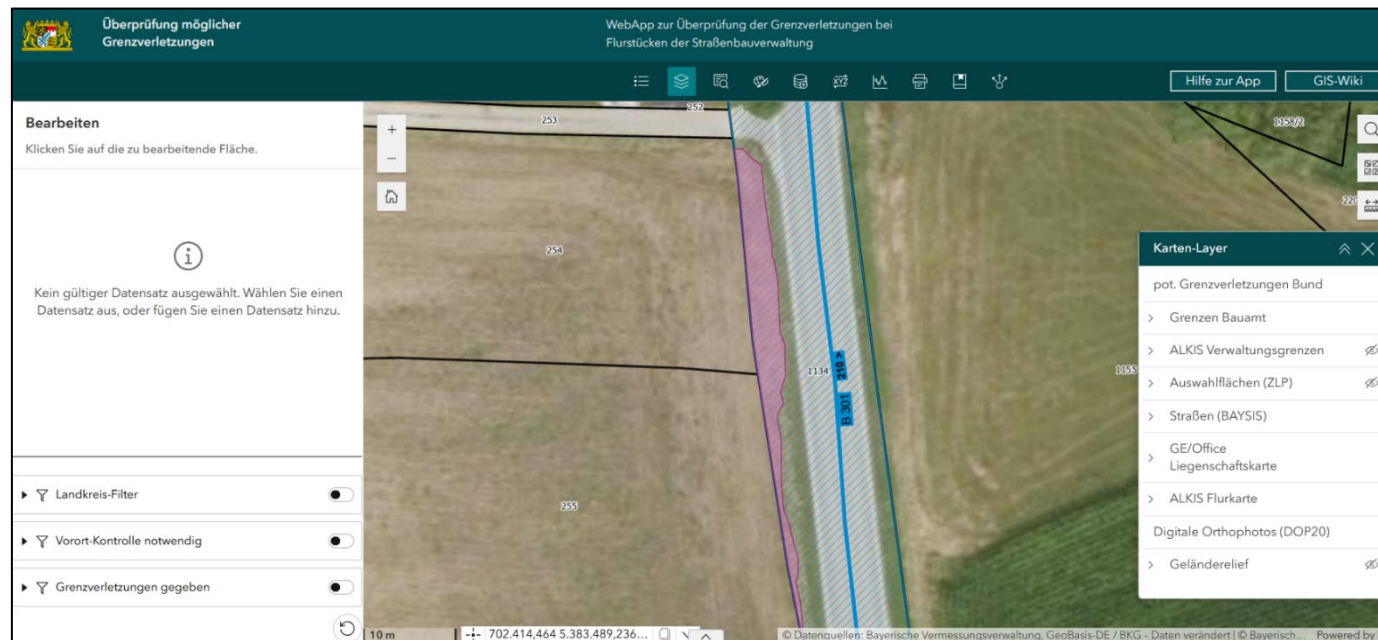 Überprüfung möglicher
Grenzverletzungen
WebApp zur Überprüfung der Grenzverletzungen bei
Flurstücken der Straßenbauverwaltung
Hilfe zur App
GIS-Wiki
Bearbeiten
Klicken Sie auf die zu bearbeitende Fläche.
Kein gültiger Datensatz ausgewählt. Wählen Sie einen
Datensatz aus, oder fügen Sie einen Datensatz hinzu.
Landkreis-Filter
Vorort-Kontrolle notwendig
Grenzverletzungen gegeben
+
−
252
253
254
255
1134
210 >
B 301
1158/2
1155
Karten-Layer
pot. Grenzverletzungen Bund
Grenzen Bauamt
ALKIS Verwaltungsgrenzen
Auswahlflächen (ZLP)
Straßen (BAYSIS)
GE/Office
Liegenschaftskarte
ALKIS Flurkarte
Digitale Orthophotos (DOP20)
Geländerelief
10 m
702.414,464 5.383.489,236...
© Datenquellen: Bayerische Vermessungsverwaltung, GeoBasis-DE / BKG - Daten verändert | © Bayerisch... Powered by